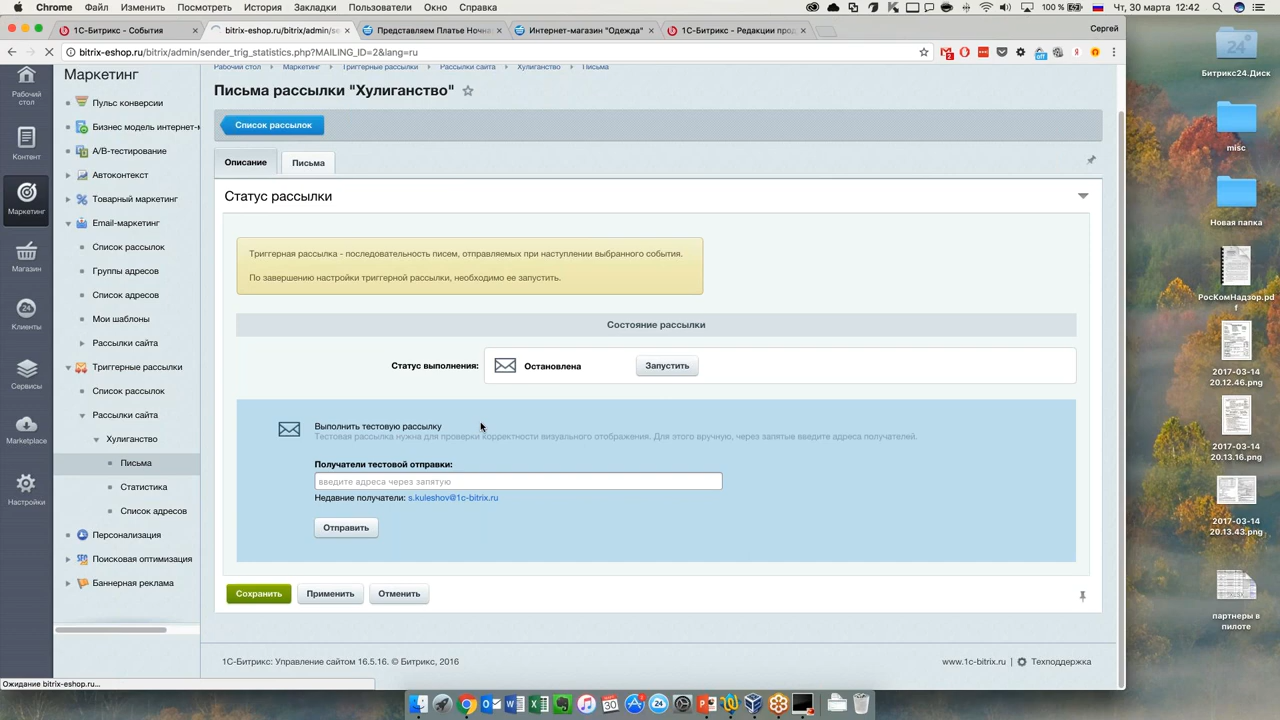 Chrome Файл Изменить Посмотреть История Закладки Пользователи Окно Справка
100% Чт, 30 марта 12:42
1С-Битрикс - События
bitrix-eshop.ru/bitrix/admin/se
Представляем Платье Ночна
Интернет-магазин "Одежда"
1С-Битрикс - Редакции прод
Сергей
bitrix-eshop.ru/bitrix/admin/sender_trig_statistics.php?MAILING_ID=2&lang=ru
Рабочий стол
Контент
Маркетинг
Магазин
24
Клиенты
Сервисы
Marketplace
Настройки
Маркетинг
Пульс конверсии
Бизнес модель интернет-м
A/B-тестирование
Автоконтекст
Товарный маркетинг
Email-маркетинг
Список рассылок
Группы адресов
Список адресов
Мои шаблоны
Рассылки сайта
Триггерные рассылки
Список рассылок
Рассылки сайта
Хулиганство
Письма
Статистика
Список адресов
Персонализация
Поисковая оптимизация
Баннерная реклама
Рабочий стол Маркетинг Триггерные рассылки Рассылки сайта Хулиганство Письма
Письма рассылки "Хулиганство"
Список рассылок
Описание Письма
Статус рассылки
Триггерная рассылка - последовательность писем, отправляемых при наступлении выбранного события.
По завершению настройки триггерной рассылки, необходимо ее запустить.
Состояние рассылки
Статус выполнения: Остановлена Запустить
Выполнить тестовую рассылку
Тестовая рассылка нужна для проверки корректности визуального отображения. Для этого вручную, через запятые введите адреса получателей.
Получатели тестовой отправки:
введите адреса через запятую
Недавние получатели: s.kuleshov@1c-bitrix.ru
Отправить
Сохранить Применить Отменить
1С-Битрикс: Управление сайтом 16.5.16. © Битрикс, 2016
www.1c-bitrix.ru Техподдержка
Ожидание bitrix-eshop.ru...
24
Битрикс24.Диск
misc
Новая папка
РосКомНадзор.pd
f
2017-03-14
20.12.46.png
2017-03-14
20.13.16.png
2017-03-14
20.13.43.png
партнеры в
пилоте